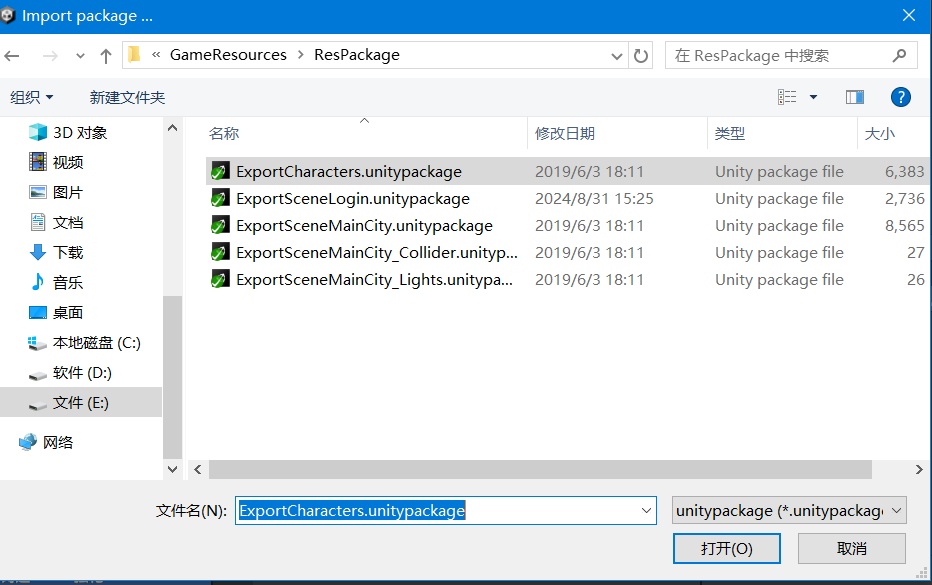 Import package ...
« GameResources › ResPackage
在 ResPackage 中搜索
组织 新建文件夹
名称 修改日期 类型 大小
3D 对象
视频
图片
文档
下载
音乐
桌面
本地磁盘 (C:)
软件 (D:)
文件 (E:)
网络
ExportCharacters.unitypackage 2019/6/3 18:11 Unity package file 6,383
ExportSceneLogin.unitypackage 2024/8/31 15:25 Unity package file 2,736
ExportSceneMainCity.unitypackage 2019/6/3 18:11 Unity package file 8,565
ExportSceneMainCity_Collider.unityp... 2019/6/3 18:11 Unity package file 27
ExportSceneMainCity_Lights.unitypa... 2019/6/3 18:11 Unity package file 26
文件名(N): ExportCharacters.unitypackage unitypackage (*.unitypackag
打开(O) 取消